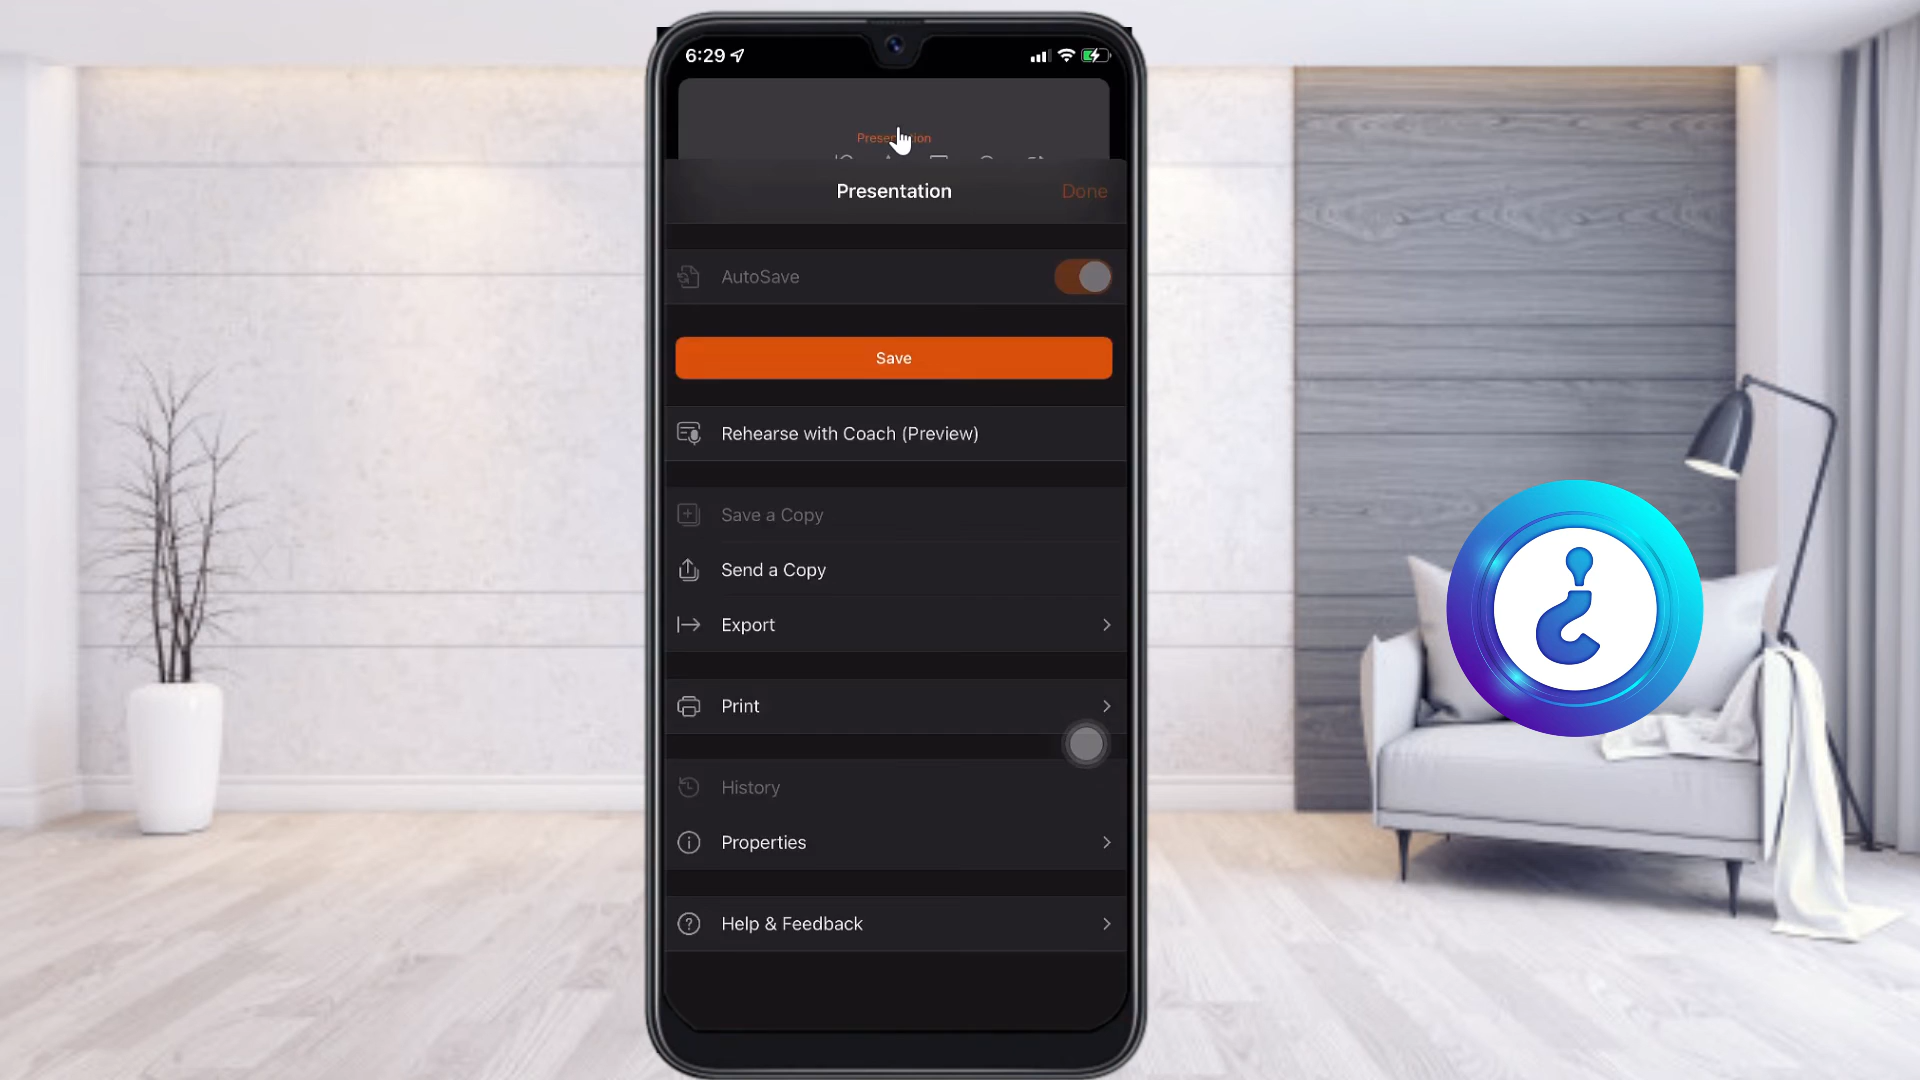 6:29
Presentation
Presentation
Done
AutoSave
Save
Rehearse with Coach (Preview)
Save a Copy
Send a Copy
Export
Print
History
Properties
Help & Feedback